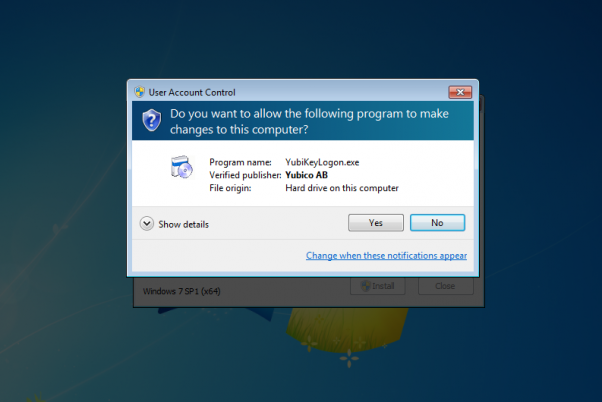 User Account Control
Do you want to allow the following program to make
changes to this computer?
Program name: YubiKeyLogon.exe
Verified publisher: Yubico AB
File origin: Hard drive on this computer
Show details
Yes
No
Change when these notifications appear
Windows 7 SP1 (x64)
Install
Close